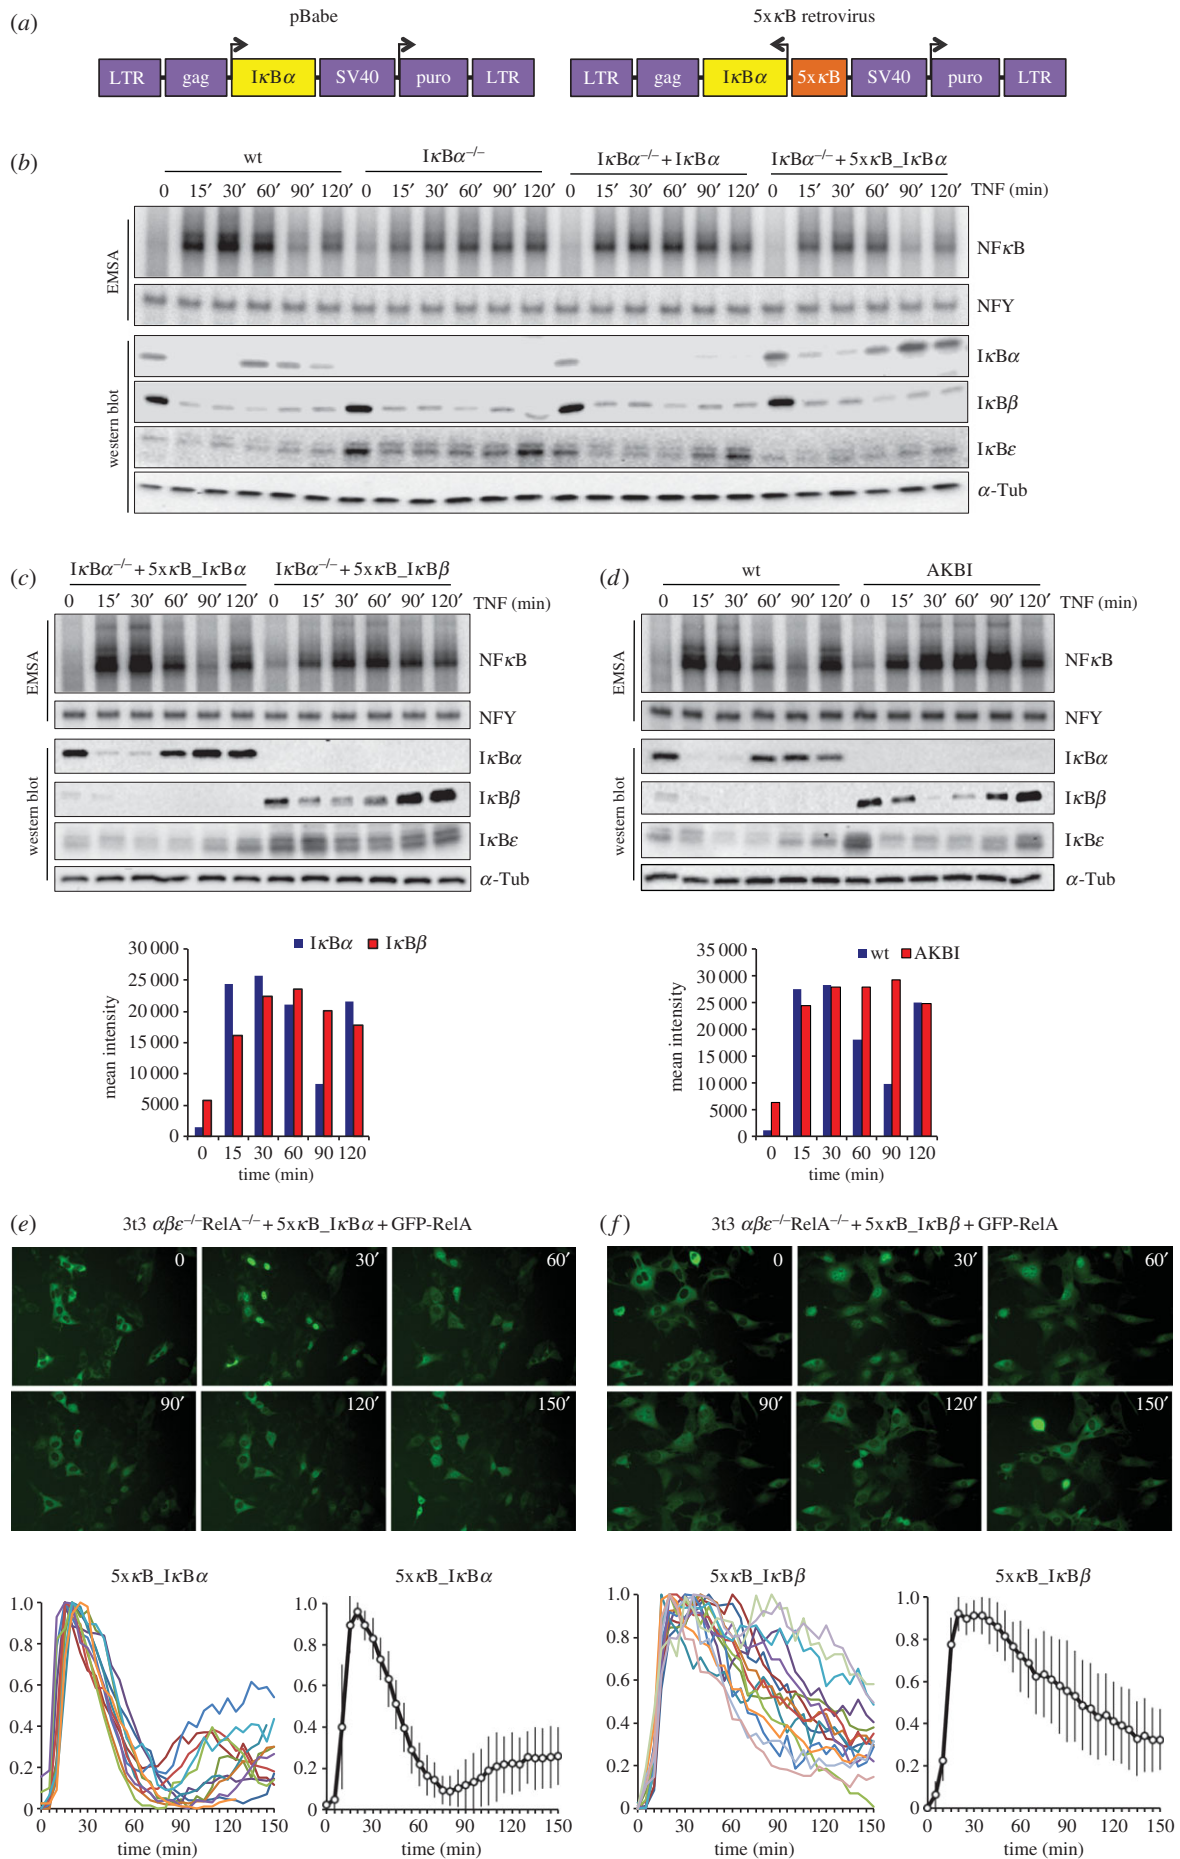 (a)
pBabe
5xκB retrovirus
LTR gag IκBα SV40 puro LTR
LTR gag IκBα 5xκB SV40 puro LTR
(b)
wt IκBα−/− IκBα−/− + IκBα IκBα−/− + 5xκB_IκBα
0 15′ 30′ 60′ 90′ 120′ 0 15′ 30′ 60′ 90′ 120′ 0 15′ 30′ 60′ 90′ 120′ 0 15′ 30′ 60′ 90′ 120′ TNF (min)
EMSA
NFκB
NFY
western blot
IκBα
IκBβ
IκBε
α-Tub
(c)
IκBα−/− + 5xκB_IκBα IκBα−/− + 5xκB_IκBβ
0 15′ 30′ 60′ 90′ 120′ 0 15′ 30′ 60′ 90′ 120′ TNF (min)
EMSA
NFκB
NFY
western blot
IκBα
IκBβ
IκBε
α-Tub
IκBα IκBβ
mean intensity
30 000
25 000
20 000
15 000
10 000
5000
0
0 15 30 60 90 120
time (min)
(d)
wt AKBI
0 15′ 30′ 60′ 90′ 120′ 0 15′ 30′ 60′ 90′ 120′ TNF (min)
EMSA
NFκB
NFY
western blot
IκBα
IκBβ
IκBε
α-Tub
wt AKBI
mean intensity
35 000
30 000
25 000
20 000
15 000
10 000
5000
0
0 15 30 60 90 120
time (min)
(e)
3t3 αβε−/−RelA−/− + 5xκB_IκBα + GFP-RelA
0 30′ 60′
90′ 120′ 150′
5xκB_IκBα
1.0
0.8
0.6
0.4
0.2
0
0 30 60 90 120 150
time (min)
5xκB_IκBα
1.0
0.8
0.6
0.4
0.2
0
0 30 60 90 120 150
time (min)
(f)
3t3 αβε−/−RelA−/− + 5xκB_IκBβ + GFP-RelA
0 30′ 60′
90′ 120′ 150′
5xκB_IκBβ
1.0
0.8
0.6
0.4
0.2
0
0 30 60 90 120 150
time (min)
5xκB_IκBβ
1.0
0.8
0.6
0.4
0.2
0
0 30 60 90 120 150
time (min)